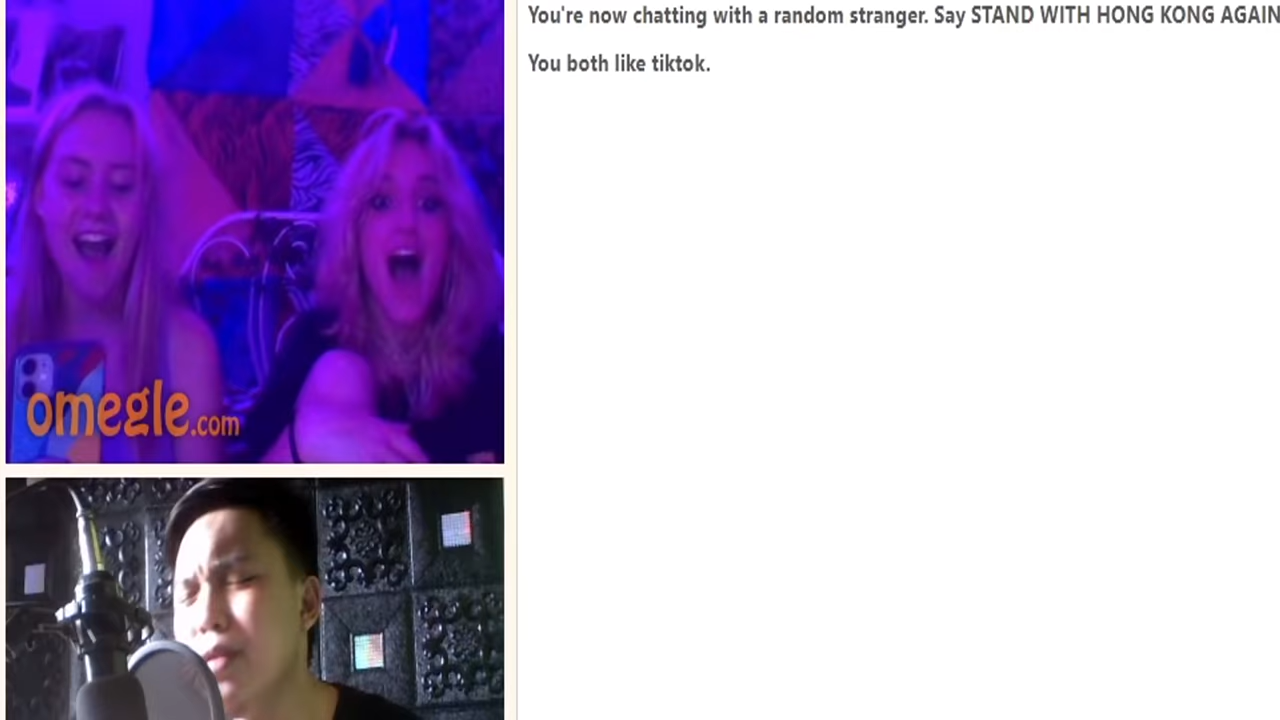 You're now chatting with a random stranger. Say STAND WITH HONG KONG AGAIN
You both like tiktok.
omegle.com